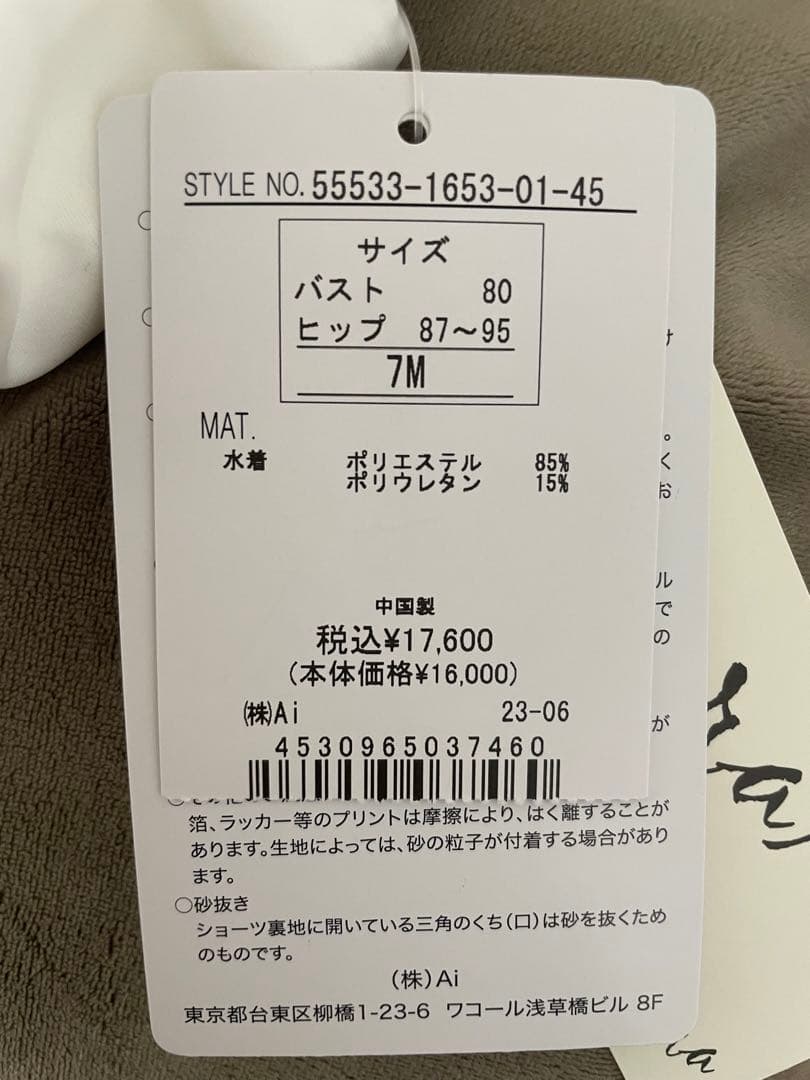 STYLE NO. 55533-1653-01-45
サイズ
バスト 80
ヒップ 87～95
7M
MAT.
水着 ポリエステル 85%
ポリウレタン 15%
中国製
税込¥17,600
(本体価格¥16,000)
㈱Ai 23-06
4530965037460
箔、ラッカー等のプリントは摩擦により、はく離することが
あります。生地によっては、砂の粒子が付着する場合があり
ます。
○砂抜き
ショーツ裏地に開いている三角のくち(口)は砂を抜くため
のものです。
(株)Ai
東京都台東区柳橋1-23-6 ワコール浅草橋ビル 8F